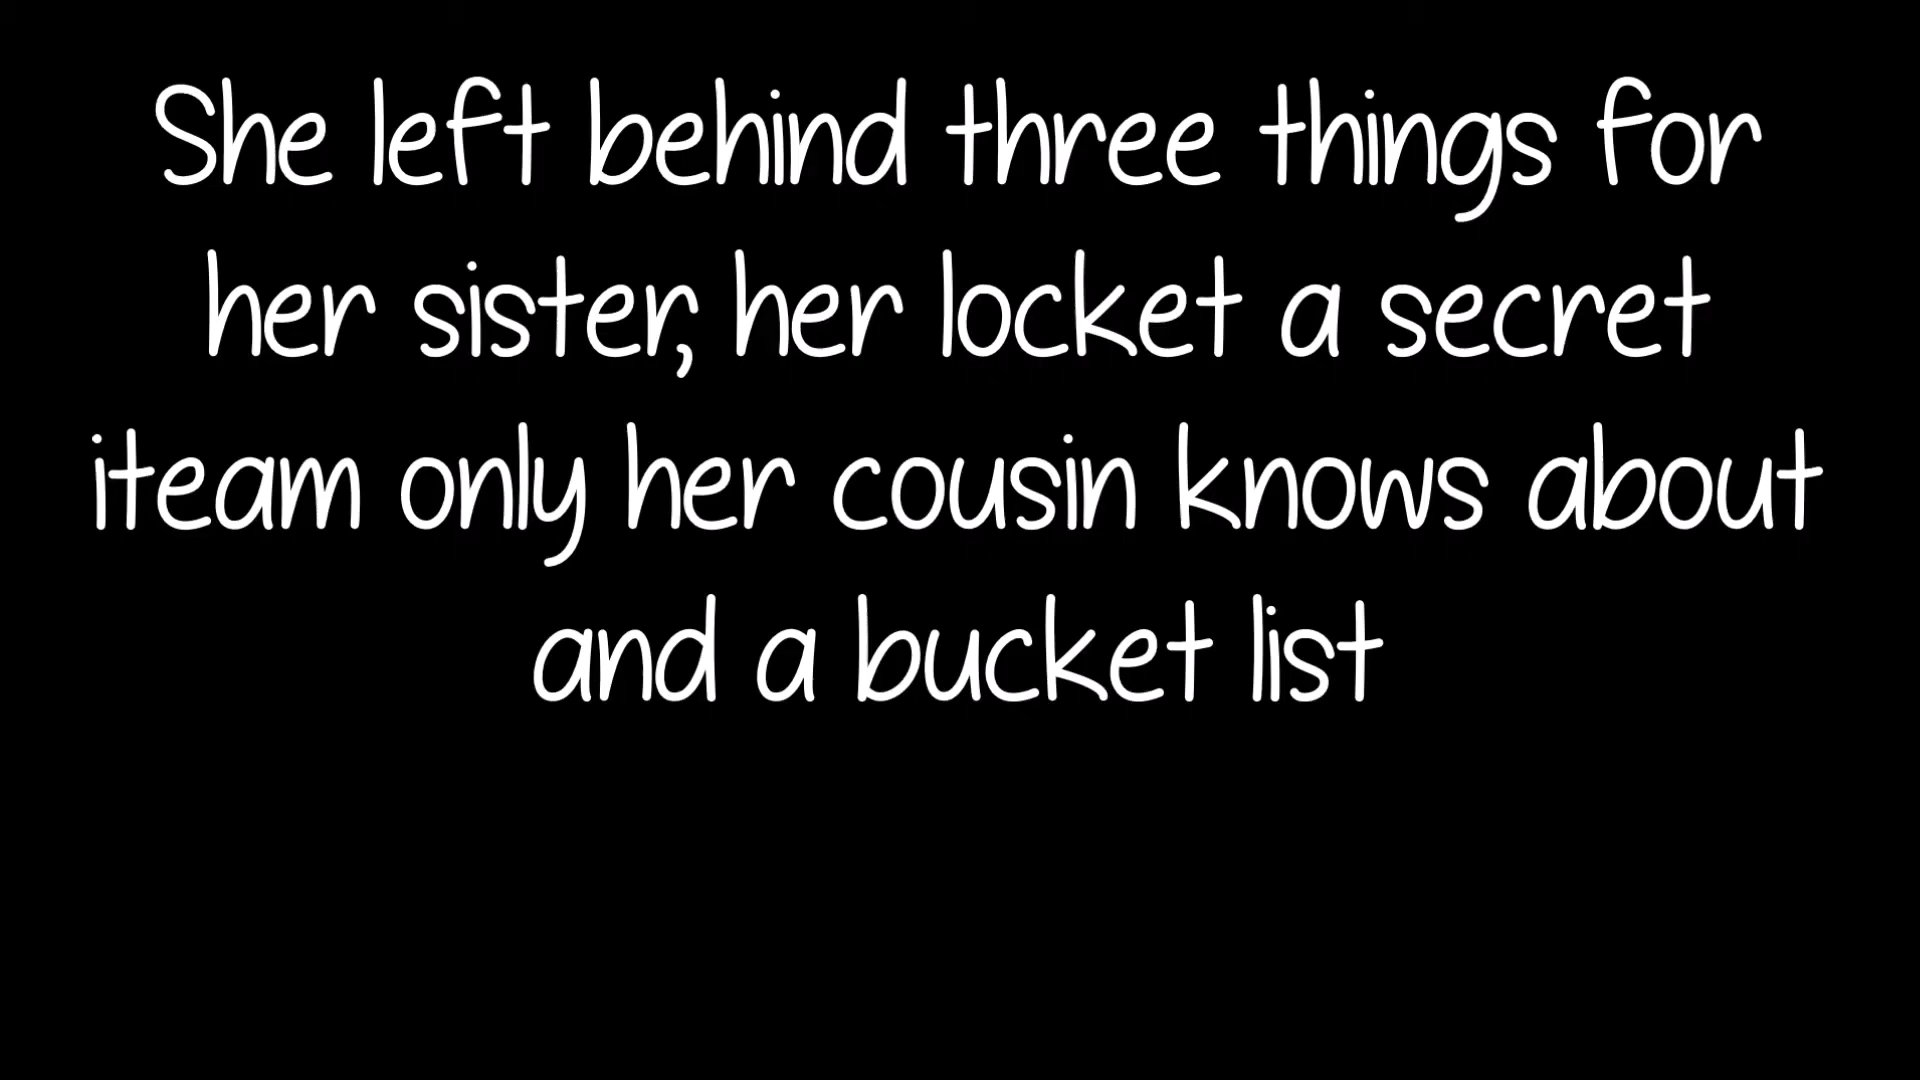 She left behind three things for
her sister, her locket a secret
iteam only her cousin knows about
and a bucket list